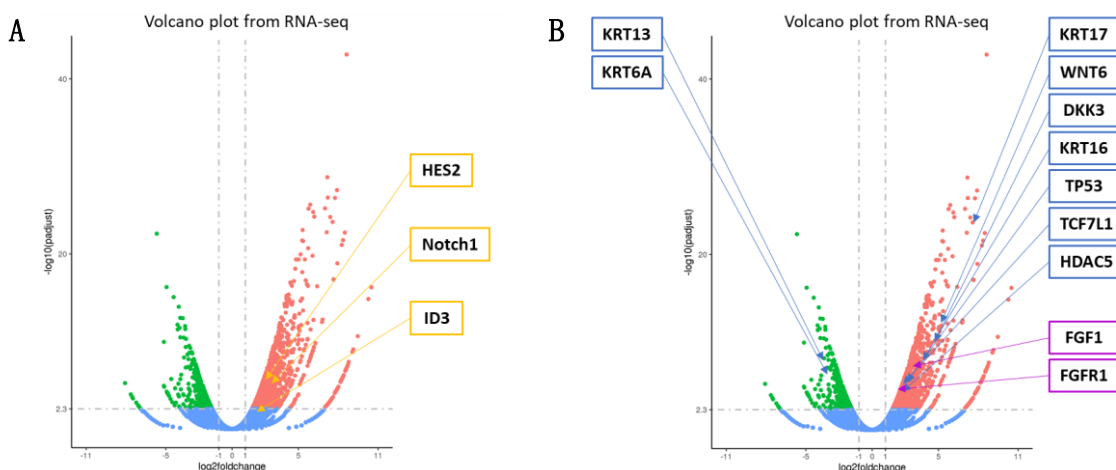 A
Volcano plot from RNA-seq
40
20
2.3
-log10(padjust)
HES2
Notch1
ID3
-11 -5 -1 0 1 5 11
log2foldchange
B
Volcano plot from RNA-seq
KRT13
KRT6A
KRT17
WNT6
DKK3
KRT16
TP53
TCF7L1
HDAC5
FGF1
FGFR1
40
20
2.3
-log10(padjust)
-11 -5 -1 0 1 5 11
log2foldchange